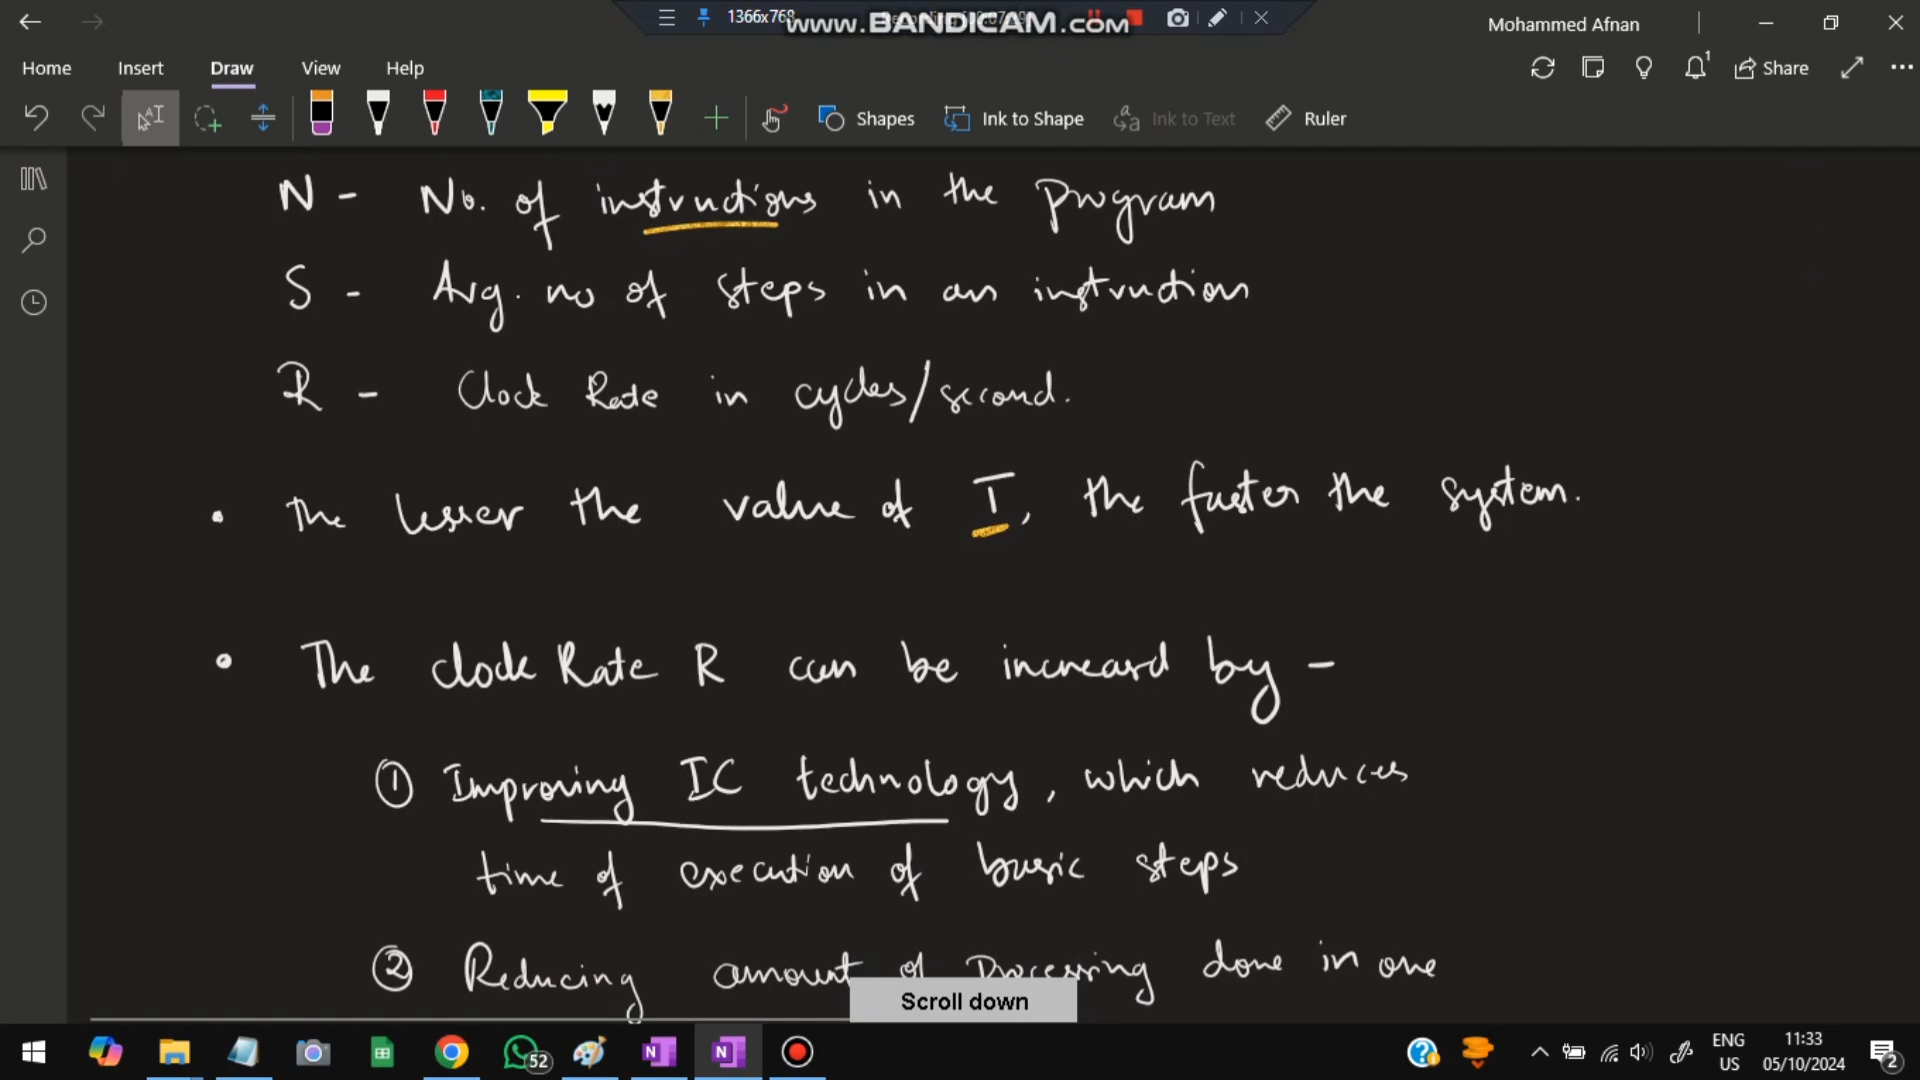 1366x768
www.BANDICAM.com
Mohammed Afnan
Home Insert Draw View Help
Share
Shapes Ink to Shape Ink to Text Ruler
N - No. of instructions in the program
S - Avg. no of steps in an instruction
R - Clock Rate in cycles/second.
• The lesser the value of T, the faster the system.
• The clock Rate R can be increased by -
① Improving IC technology, which reduces
time of execution of basic steps
② Reducing amount of Processing done in one
Scroll down
52
ENG
US
11:33
05/10/2024
2